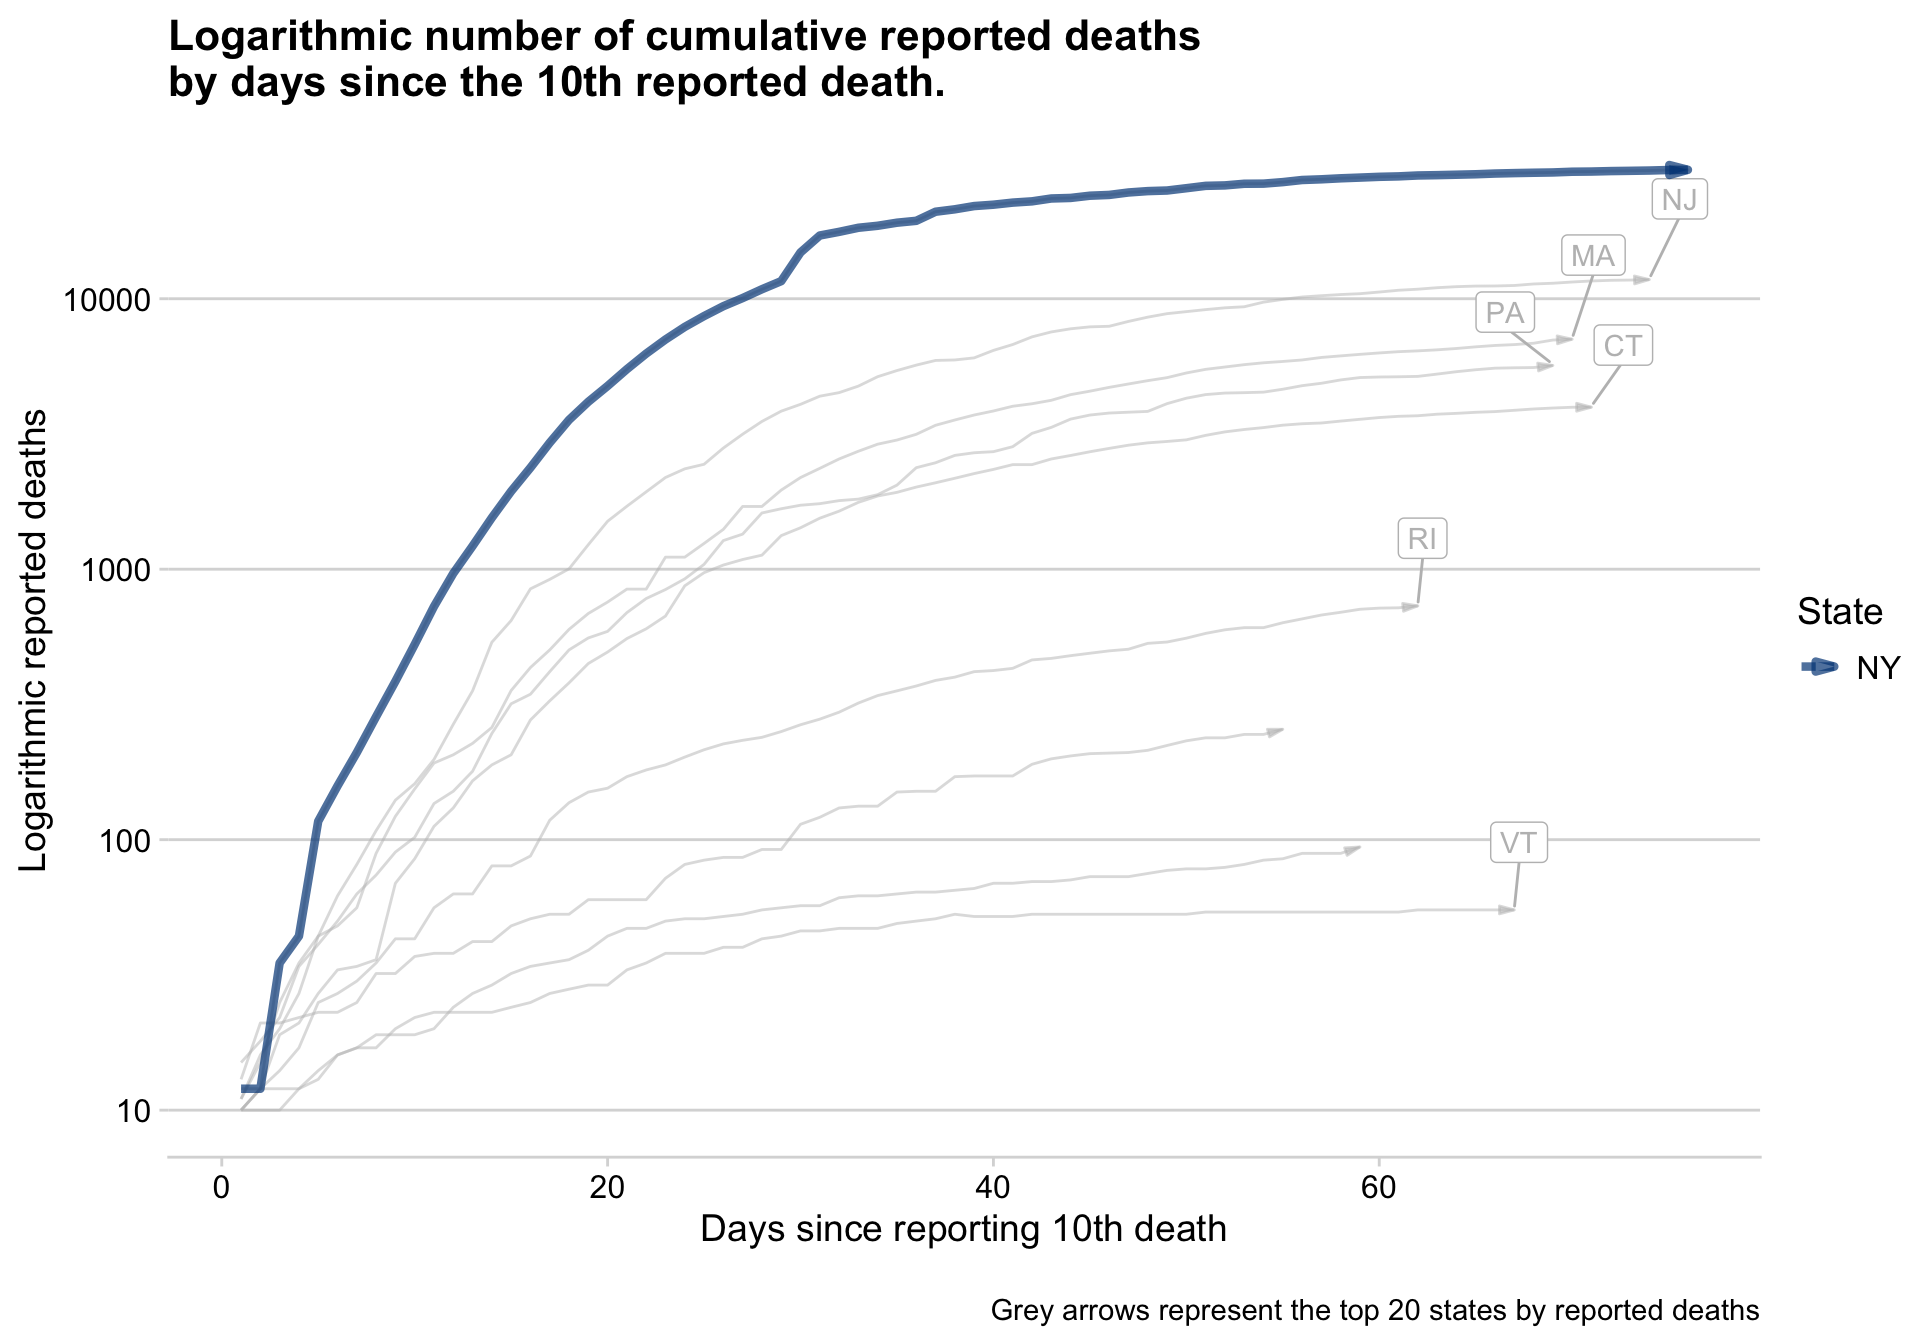 Logarithmic number of cumulative reported deaths
by days since the 10th reported death.
Logarithmic reported deaths
10000
1000
100
10
NJ
MA
PA
CT
RI
VT
State
NY
0 20 40 60
Days since reporting 10th death
Grey arrows represent the top 20 states by reported deaths